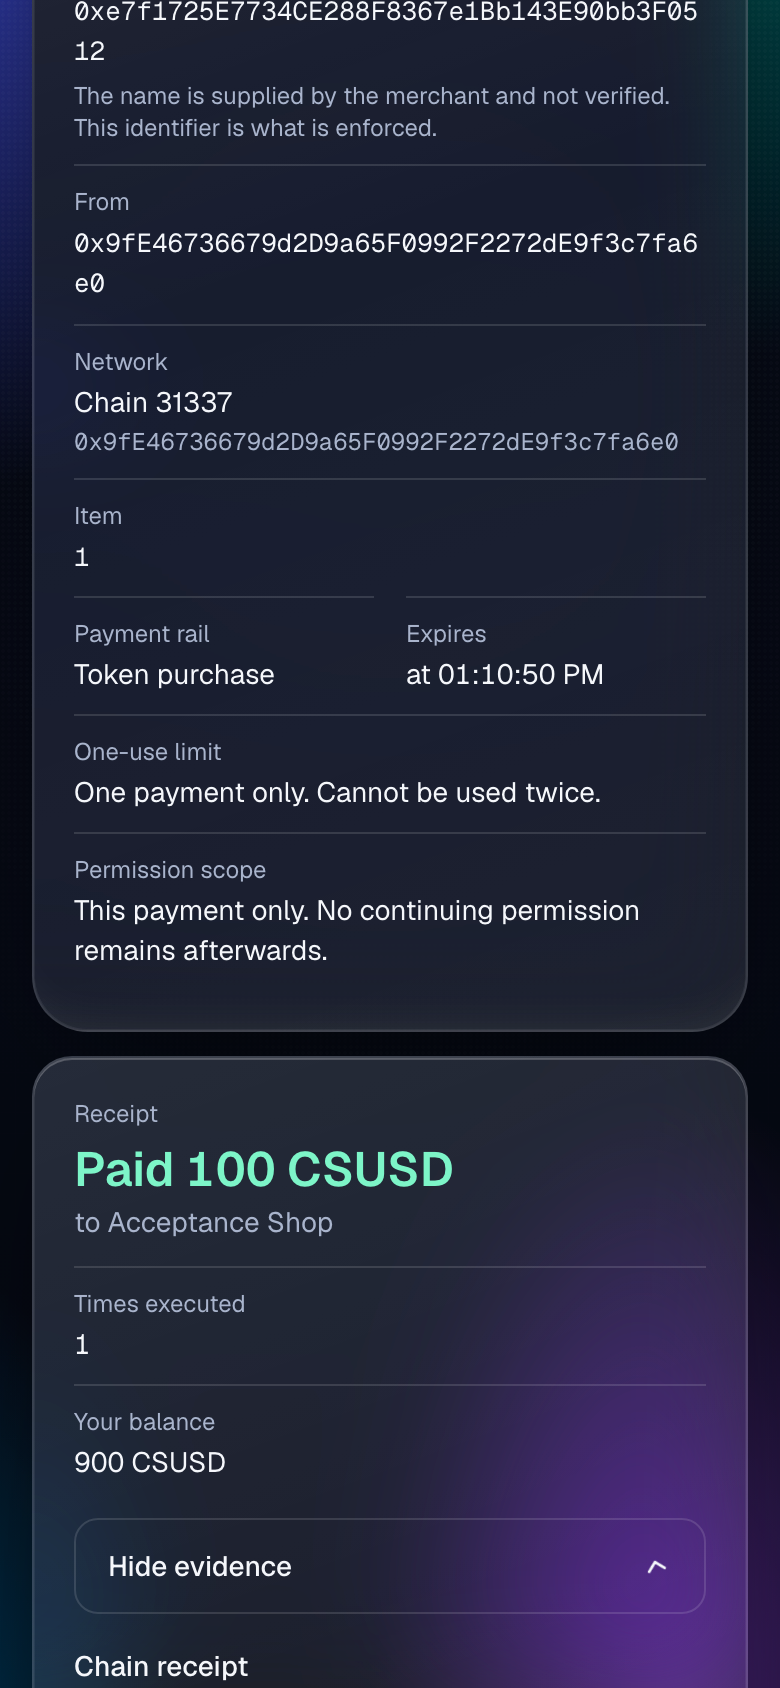 0xe7f1725E7734CE288F8367e1Bb143E90bb3F05
12
The name is supplied by the merchant and not verified.
This identifier is what is enforced.
From
0x9fE46736679d2D9a65F0992F2272dE9f3c7fa6
e0
Network
Chain 31337
0x9fE46736679d2D9a65F0992F2272dE9f3c7fa6e0
Item
1
Payment rail
Token purchase
Expires
at 01:10:50 PM
One-use limit
One payment only. Cannot be used twice.
Permission scope
This payment only. No continuing permission
remains afterwards.
Receipt
Paid 100 CSUSD
to Acceptance Shop
Times executed
1
Your balance
900 CSUSD
Hide evidence
Chain receipt